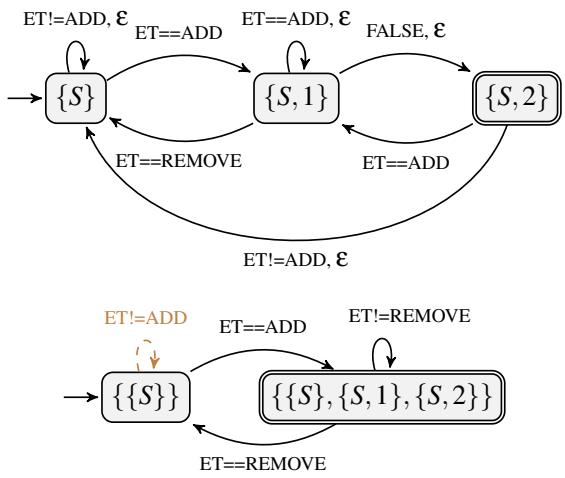 ET!=ADD, ℰ
ET==ADD
ET==ADD, ℰ
FALSE, ℰ
{S}
{S, 1}
{S, 2}
ET==REMOVE
ET==ADD
ET!=ADD, ℰ
ET!=ADD
ET==ADD
ET!=REMOVE
{{S}}
{{S}, {S, 1}, {S, 2}}
ET==REMOVE